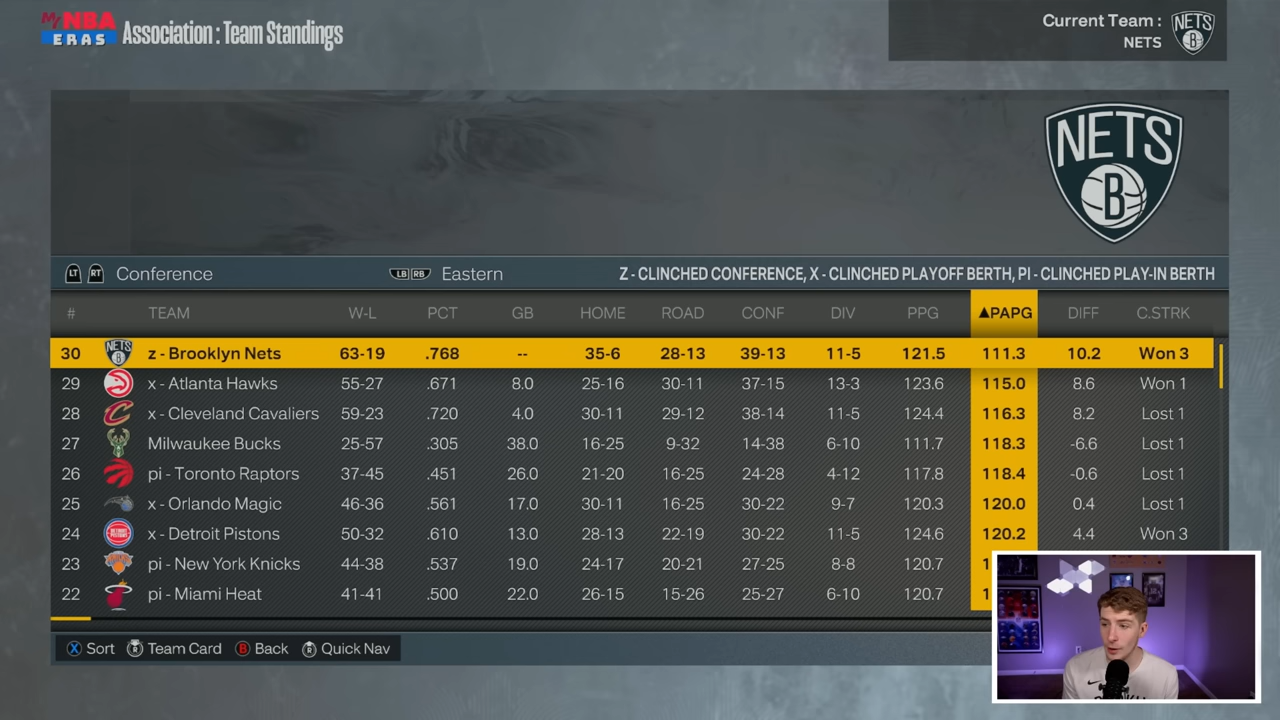 My NBA
ERAS
Association : Team Standings
Current Team :
NETS
NETS
B
NETS
B
LT RT Conference LB RB Eastern Z - CLINCHED CONFERENCE, X - CLINCHED PLAYOFF BERTH, PI - CLINCHED PLAY-IN BERTH
# TEAM W-L PCT GB HOME ROAD CONF DIV PPG ▲PAPG DIFF C.STRK
30 z - Brooklyn Nets 63-19 .768 -- 35-6 28-13 39-13 11-5 121.5 111.3 10.2 Won 3
29 x - Atlanta Hawks 55-27 .671 8.0 25-16 30-11 37-15 13-3 123.6 115.0 8.6 Won 1
28 x - Cleveland Cavaliers 59-23 .720 4.0 30-11 29-12 38-14 11-5 124.4 116.3 8.2 Lost 1
27 Milwaukee Bucks 25-57 .305 38.0 16-25 9-32 14-38 6-10 111.7 118.3 -6.6 Lost 1
26 pi - Toronto Raptors 37-45 .451 26.0 21-20 16-25 24-28 4-12 117.8 118.4 -0.6 Lost 1
25 x - Orlando Magic 46-36 .561 17.0 30-11 16-25 30-22 9-7 120.3 120.0 0.4 Lost 1
24 x - Detroit Pistons 50-32 .610 13.0 28-13 22-19 30-22 11-5 124.6 120.2 4.4 Won 3
23 pi - New York Knicks 44-38 .537 19.0 24-17 20-21 27-25 8-8 120.7
22 pi - Miami Heat 41-41 .500 22.0 26-15 15-26 25-27 6-10 120.7
X Sort R Team Card B Back R Quick Nav